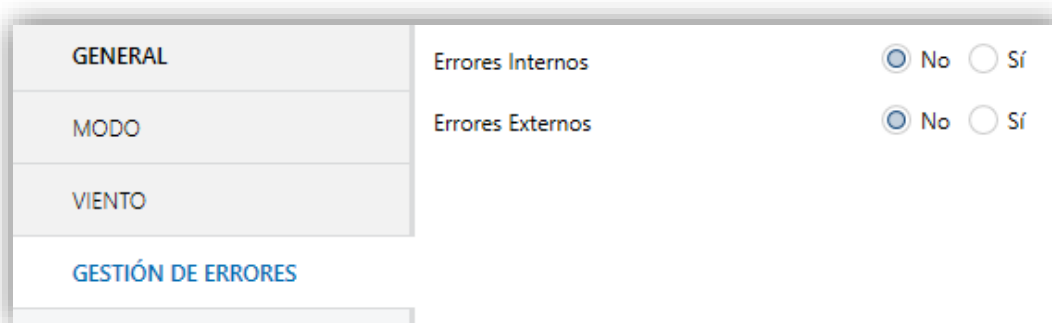 GENERAL
MODO
VIENTO
GESTIÓN DE ERRORES
Errores Internos No Sí
Errores Externos No Sí